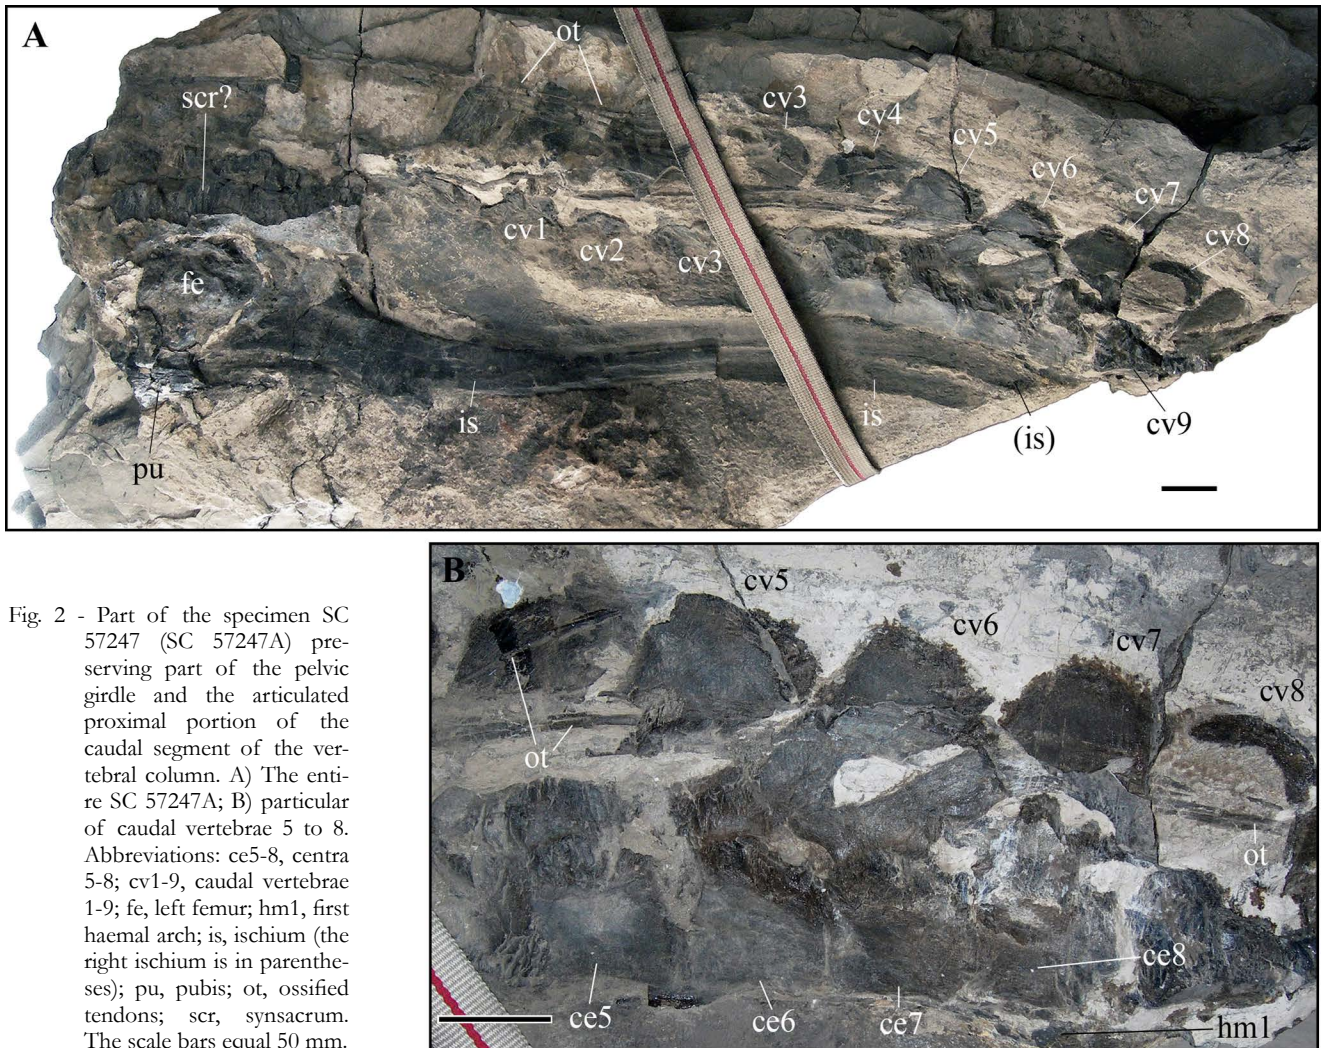 A
ot
scr?
cv3
cv4
cv5
cv6
cv7
cv8
cv1
cv2
cv3
fe
is
is
(is)
cv9
pu
B
cv5
cv6
cv7
cv8
ot
ot
ce8
ce5
ce6
ce7
hm1
Fig. 2 - Part of the specimen SC
57247 (SC 57247A) pre-
serving part of the pelvic
girdle and the articulated
proximal portion of the
caudal segment of the ver-
tebral column. A) The enti-
re SC 57247A; B) particular
of caudal vertebrae 5 to 8.
Abbreviations: ce5-8, centra
5-8; cv1-9, caudal vertebrae
1-9; fe, left femur; hm1, first
haemal arch; is, ischium (the
right ischium is in parenthe-
ses); pu, pubis; ot, ossified
tendons; scr, synsacrum.
The scale bars equal 50 mm.